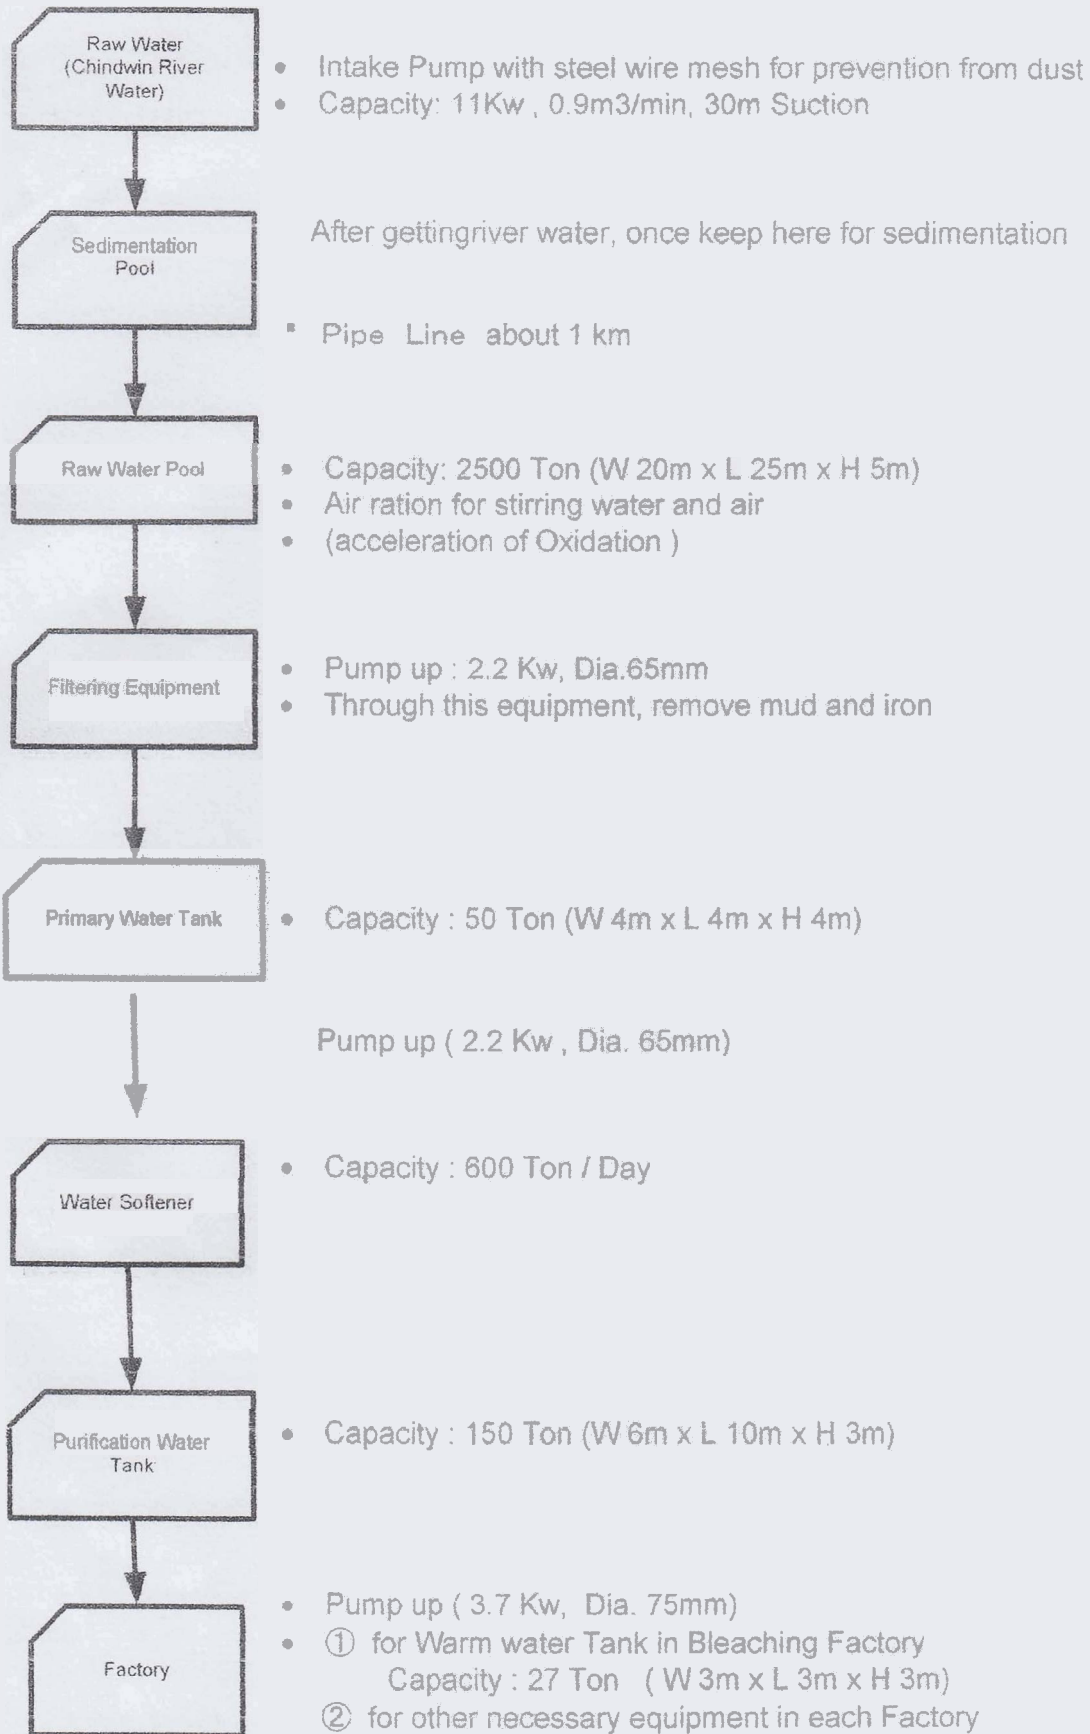 Raw Water
(Chindwin River
Water)
• Intake Pump with steel wire mesh for prevention from dust
• Capacity: 11Kw , 0.9m3/min, 30m Suction
Sedimentation
Pool
After gettingriver water, once keep here for sedimentation
▪ Pipe Line about 1 km
Raw Water Pool
• Capacity: 2500 Ton (W 20m x L 25m x H 5m)
• Air ration for stirring water and air
• (acceleration of Oxidation )
Filtering Equipment
• Pump up : 2.2 Kw, Dia.65mm
• Through this equipment, remove mud and iron
Primary Water Tank
• Capacity : 50 Ton (W 4m x L 4m x H 4m)
Pump up ( 2.2 Kw , Dia. 65mm)
Water Softener
• Capacity : 600 Ton / Day
Purification Water
Tank
• Capacity : 150 Ton (W 6m x L 10m x H 3m)
Factory
• Pump up ( 3.7 Kw, Dia. 75mm)
• ① for Warm water Tank in Bleaching Factory
Capacity : 27 Ton ( W 3m x L 3m x H 3m)
② for other necessary equipment in each Factory